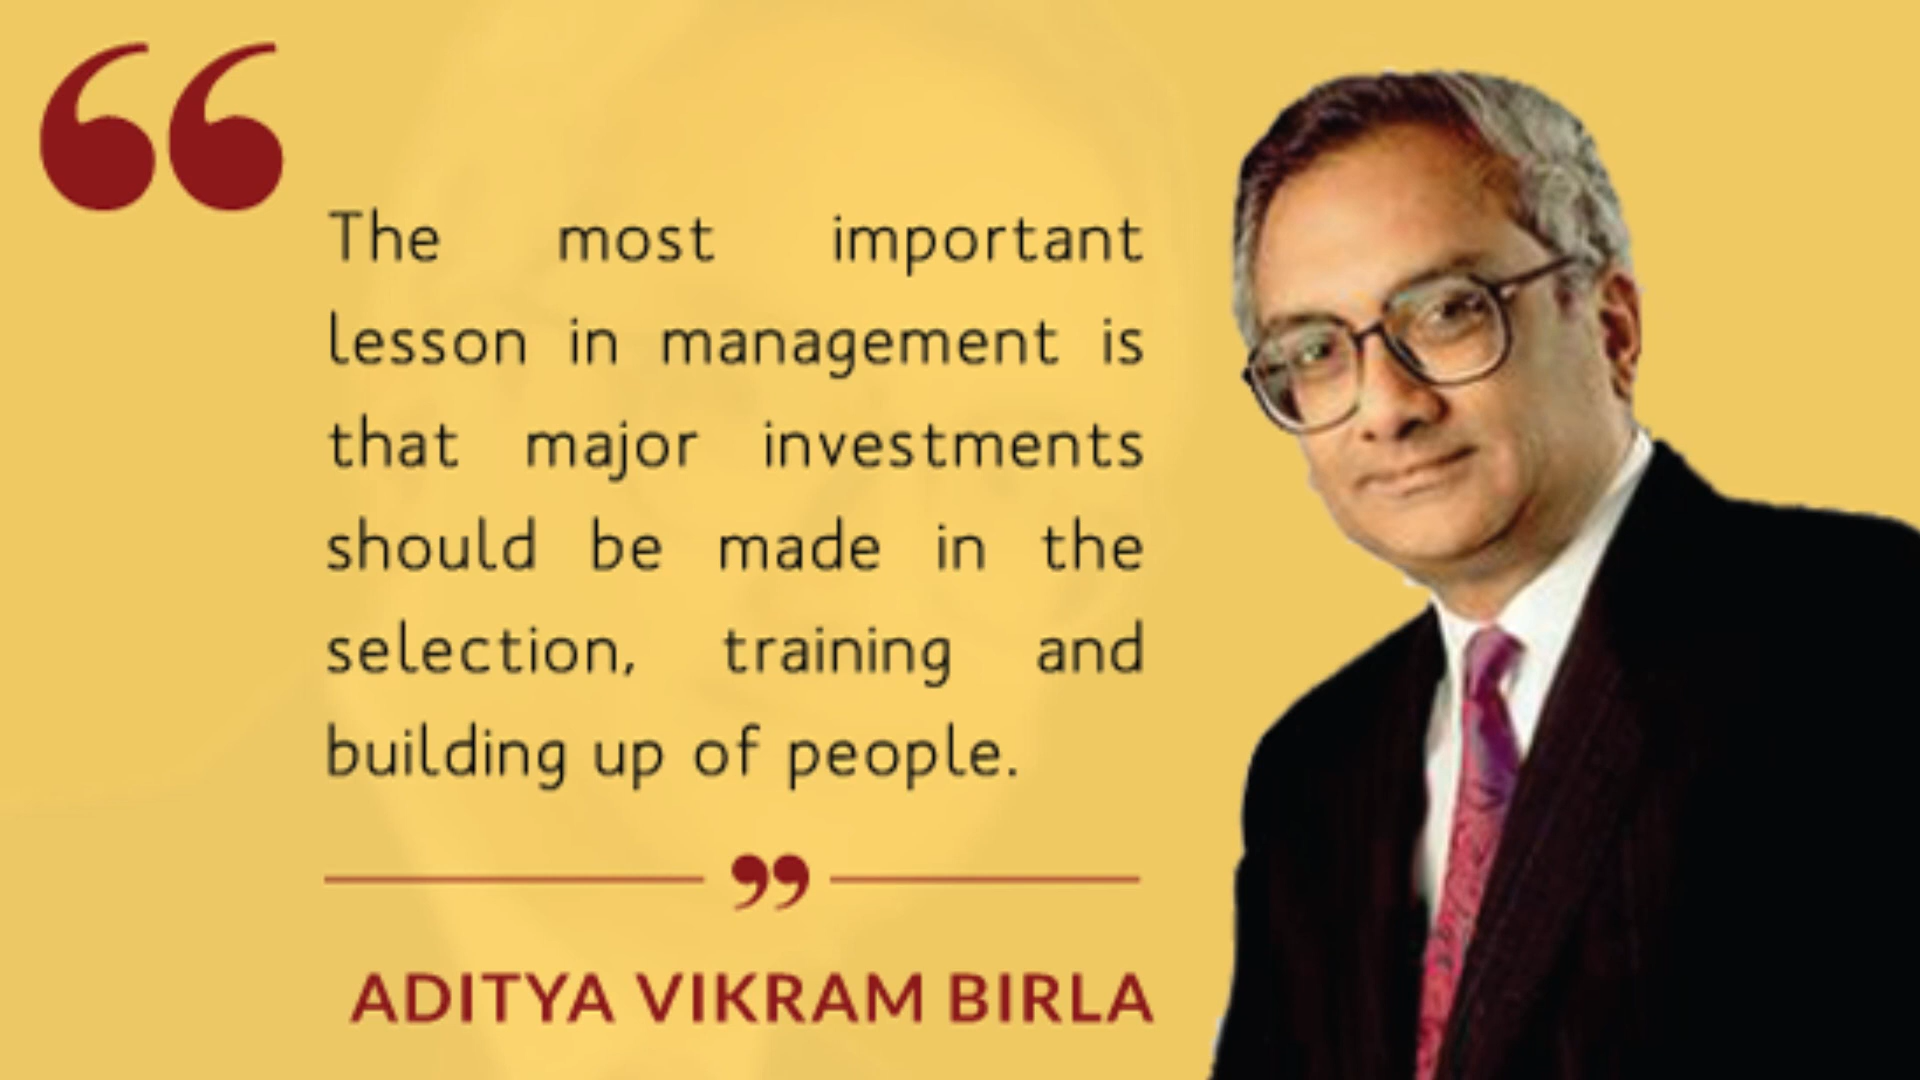 “
The most important
lesson in management is
that major investments
should be made in the
selection, training and
building up of people.
”
ADITYA VIKRAM BIRLA